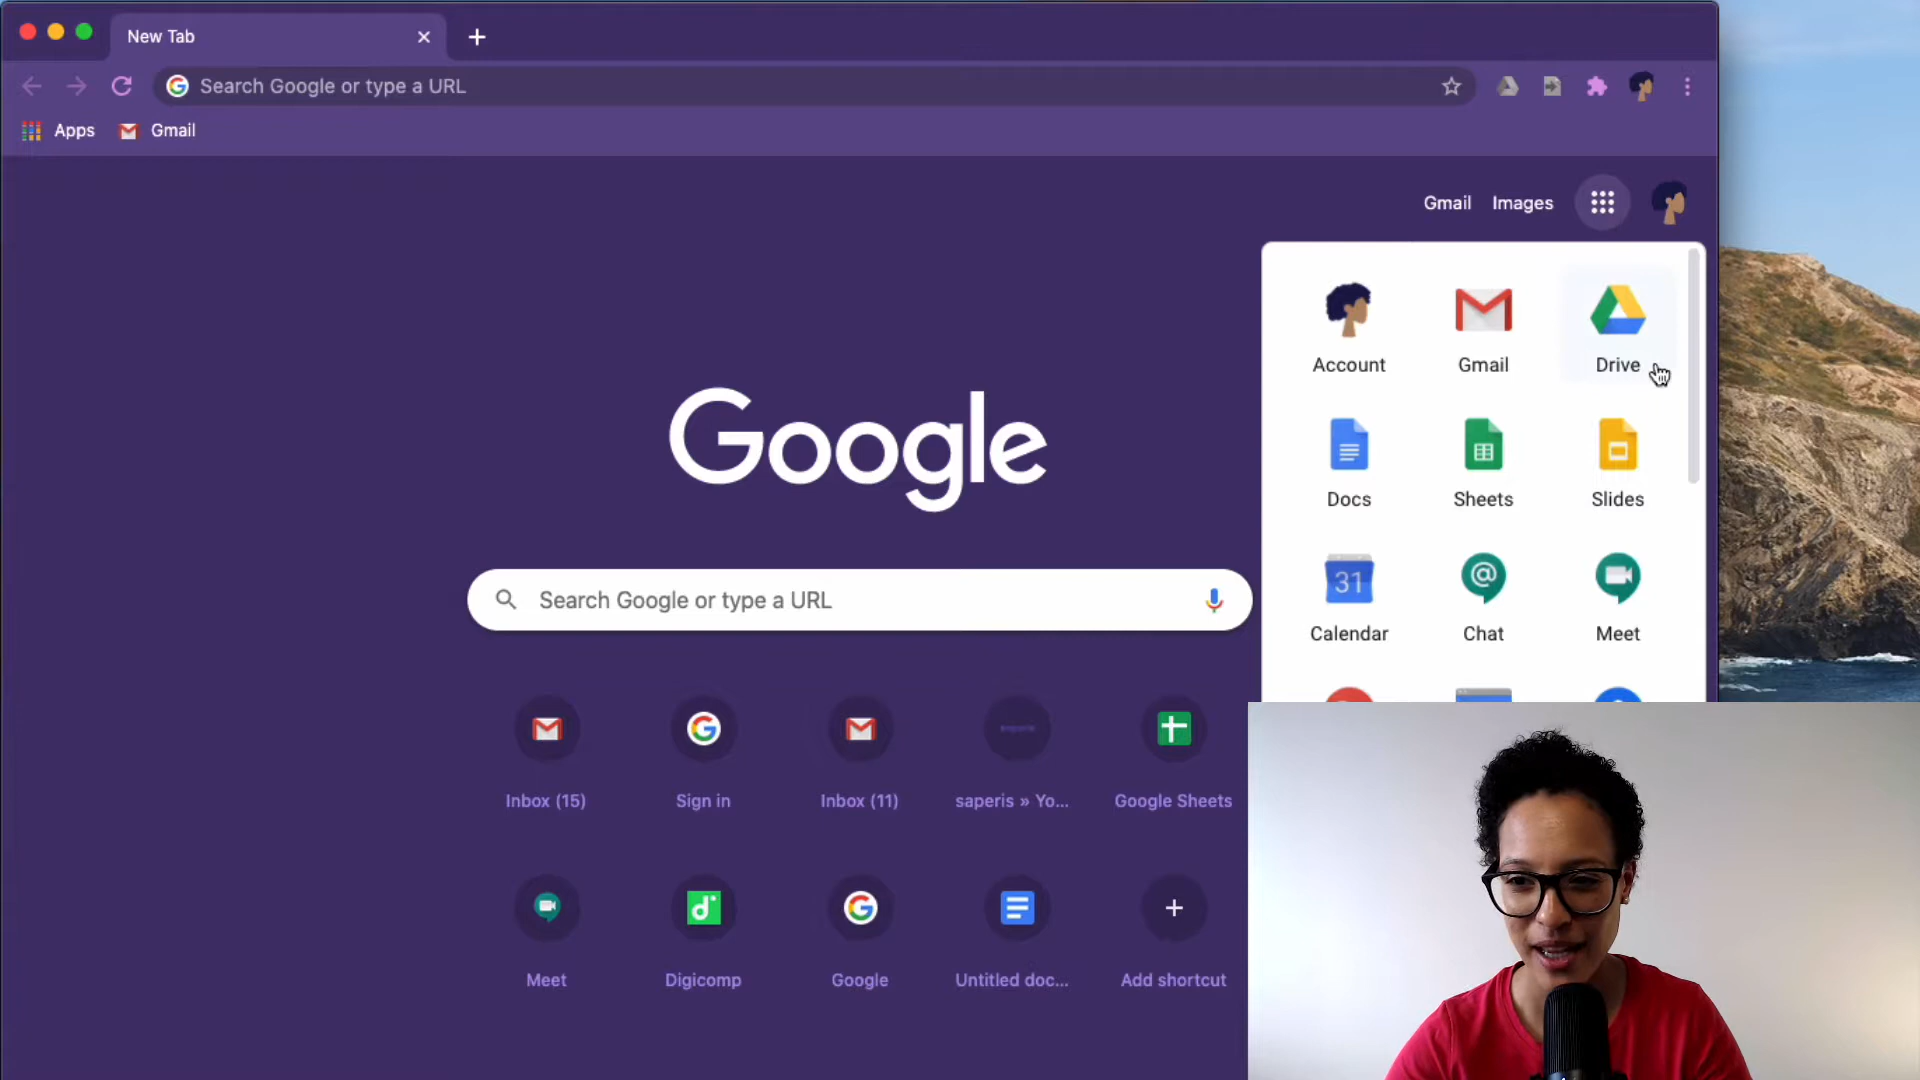 New Tab
Search Google or type a URL
Apps
Gmail
Gmail Images
Account Gmail Drive
Docs Sheets Slides
31
Calendar Chat Meet
Google
Search Google or type a URL
Inbox (15) Sign in Inbox (11) saperis » Yo... Google Sheets
Meet Digicomp Google Untitled doc... Add shortcut